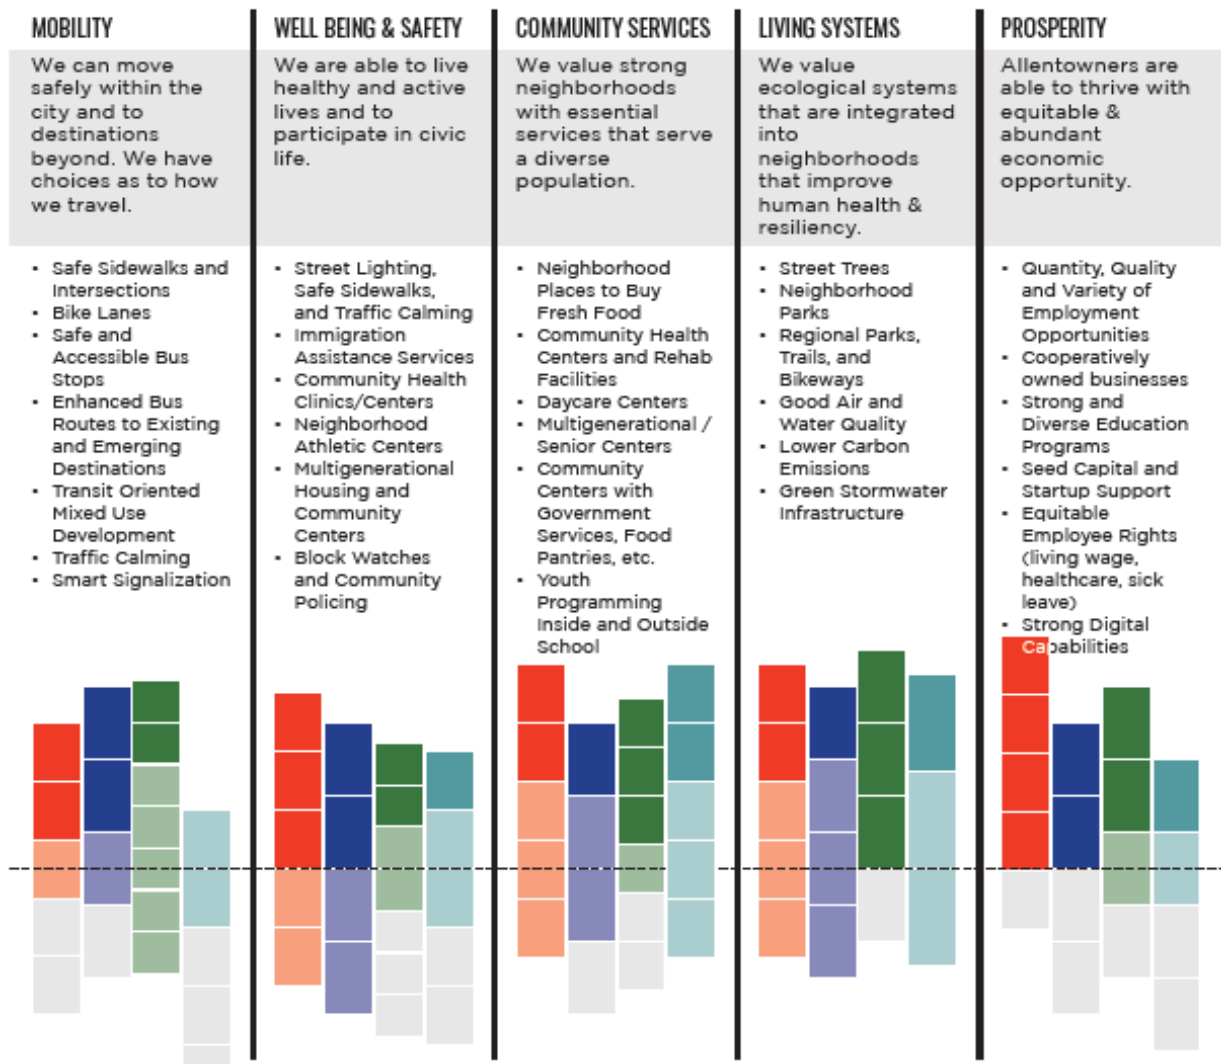 MOBILITY
We can move
safely within the
city and to
destinations
beyond. We have
choices as to how
we travel.
• Safe Sidewalks and
Intersections
• Bike Lanes
• Safe and
Accessible Bus
Stops
• Enhanced Bus
Routes to Existing
and Emerging
Destinations
• Transit Oriented
Mixed Use
Development
• Traffic Calming
• Smart Signalization
WELL BEING & SAFETY
We are able to live
healthy and active
lives and to
participate in civic
life.
• Street Lighting,
Safe Sidewalks,
and Traffic Calming
• Immigration
Assistance Services
• Community Health
Clinics/Centers
• Neighborhood
Athletic Centers
• Multigenerational
Housing and
Community
Centers
• Block Watches
and Community
Policing
COMMUNITY SERVICES
We value strong
neighborhoods
with essential
services that serve
a diverse
population.
• Neighborhood
Places to Buy
Fresh Food
• Community Health
Centers and Rehab
Facilities
• Daycare Centers
• Multigenerational /
Senior Centers
• Community
Centers with
Government
Services, Food
Pantries, etc.
• Youth
Programming
Inside and Outside
School
LIVING SYSTEMS
We value
ecological systems
that are integrated
into
neighborhoods
that improve
human health &
resiliency.
• Street Trees
• Neighborhood
Parks
• Regional Parks,
Trails, and
Bikeways
• Good Air and
Water Quality
• Lower Carbon
Emissions
• Green Stormwater
Infrastructure
PROSPERITY
Allentowners are
able to thrive with
equitable &
abundant
economic
opportunity.
• Quantity, Quality
and Variety of
Employment
Opportunities
• Cooperatively
owned businesses
• Strong and
Diverse Education
Programs
• Seed Capital and
Startup Support
• Equitable
Employee Rights
(living wage,
healthcare, sick
leave)
• Strong Digital
Capabilities